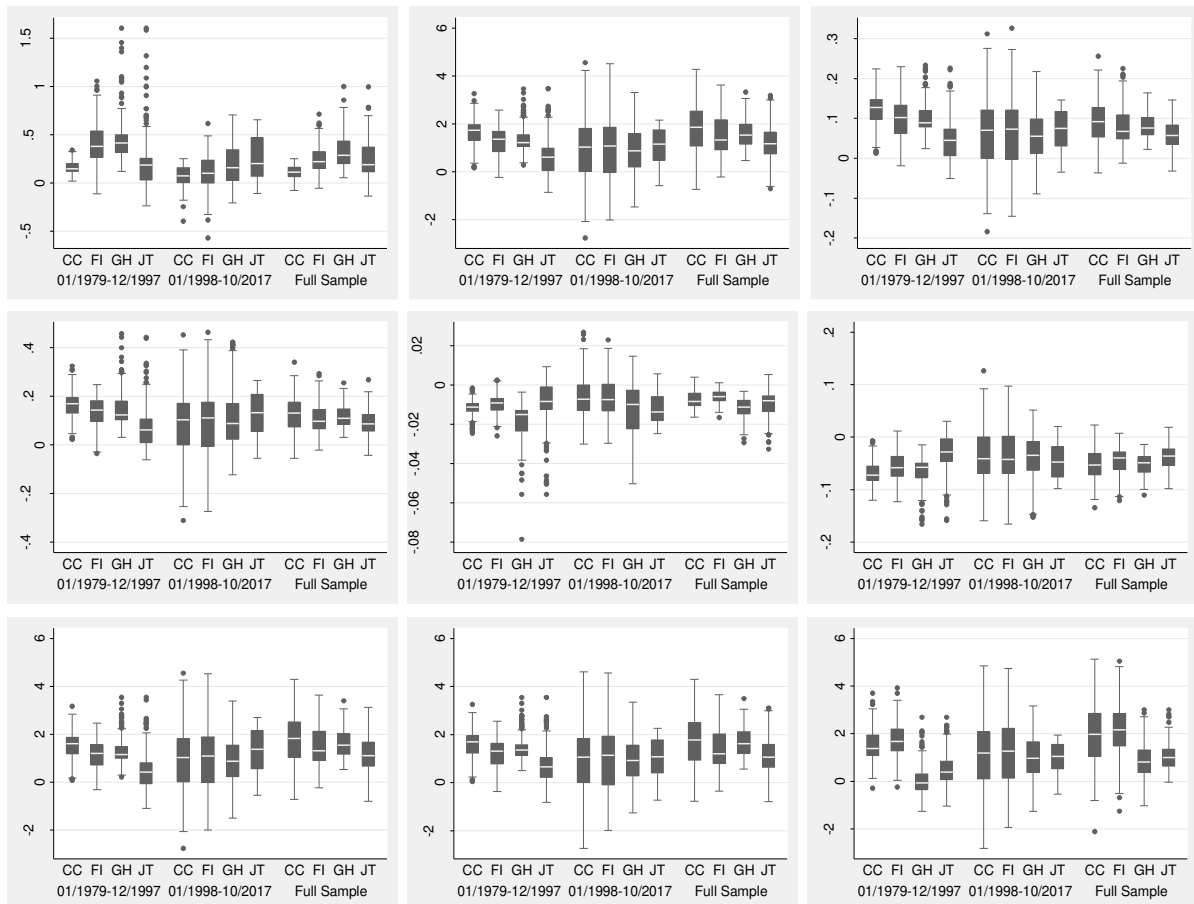 1.5
1
.5
0
-.5
CC FI GH JT CC FI GH JT CC FI GH JT
01/1979-12/1997 01/1998-10/2017 Full Sample
6
4
2
0
-2
CC FI GH JT CC FI GH JT CC FI GH JT
01/1979-12/1997 01/1998-10/2017 Full Sample
.3
.2
.1
0
-.1
-.2
CC FI GH JT CC FI GH JT CC FI GH JT
01/1979-12/1997 01/1998-10/2017 Full Sample
.4
.2
0
-.2
-.4
CC FI GH JT CC FI GH JT CC FI GH JT
01/1979-12/1997 01/1998-10/2017 Full Sample
.02
0
-.02
-.04
-.06
-.08
CC FI GH JT CC FI GH JT CC FI GH JT
01/1979-12/1997 01/1998-10/2017 Full Sample
.2
.1
0
-.1
-.2
CC FI GH JT CC FI GH JT CC FI GH JT
01/1979-12/1997 01/1998-10/2017 Full Sample
6
4
2
0
-2
CC FI GH JT CC FI GH JT CC FI GH JT
01/1979-12/1997 01/1998-10/2017 Full Sample
6
4
2
0
-2
CC FI GH JT CC FI GH JT CC FI GH JT
01/1979-12/1997 01/1998-10/2017 Full Sample
6
4
2
0
-2
CC FI GH JT CC FI GH JT CC FI GH JT
01/1979-12/1997 01/1998-10/2017 Full Sample